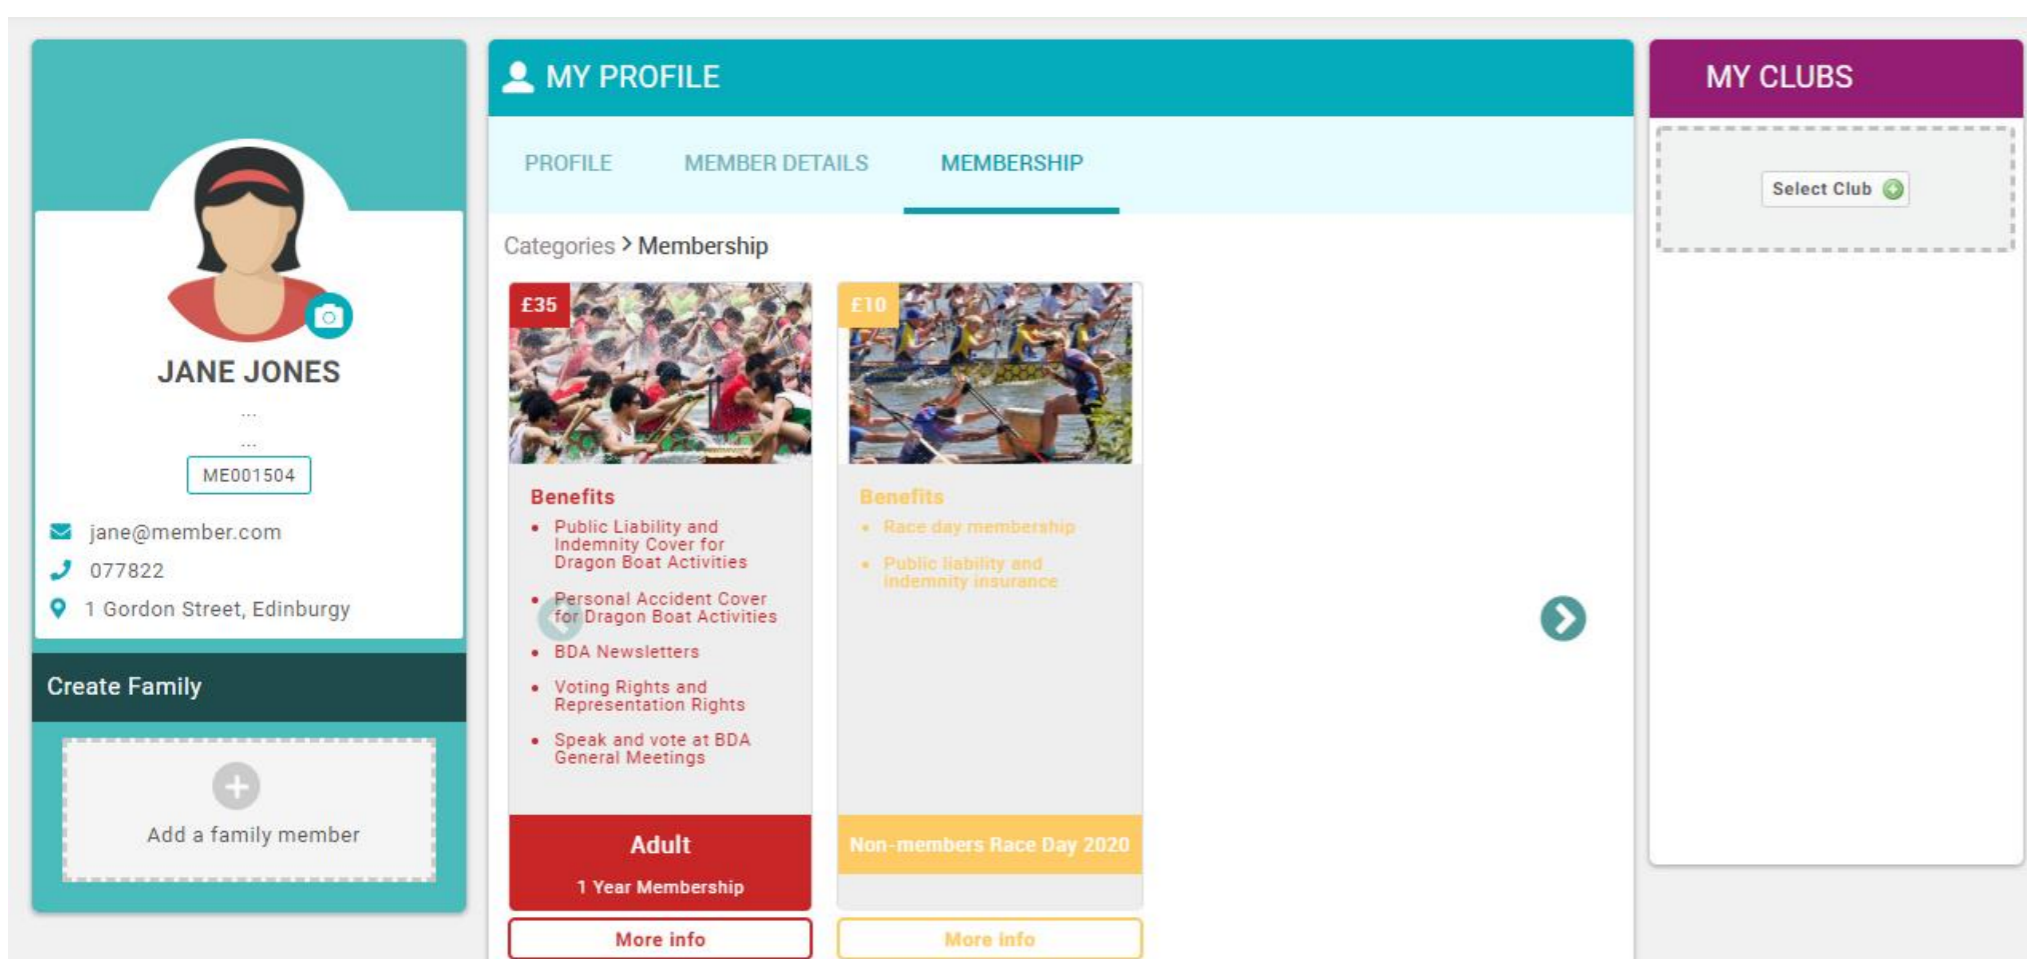 JANE JONES
...
...
ME001504
jane@member.com
077822
1 Gordon Street, Edinburgy
Create Family
Add a family member
MY PROFILE
PROFILE
MEMBER DETAILS
MEMBERSHIP
Categories > Membership
£35
Benefits
• Public Liability and
Indemnity Cover for
Dragon Boat Activities
• Personal Accident Cover
for Dragon Boat Activities
• BDA Newsletters
• Voting Rights and
Representation Rights
• Speak and vote at BDA
General Meetings
Adult
1 Year Membership
More info
£10
Benefits
• Race day membership
• Public liability and
indemnity insurance
Non-members Race Day 2020
More info
MY CLUBS
Select Club